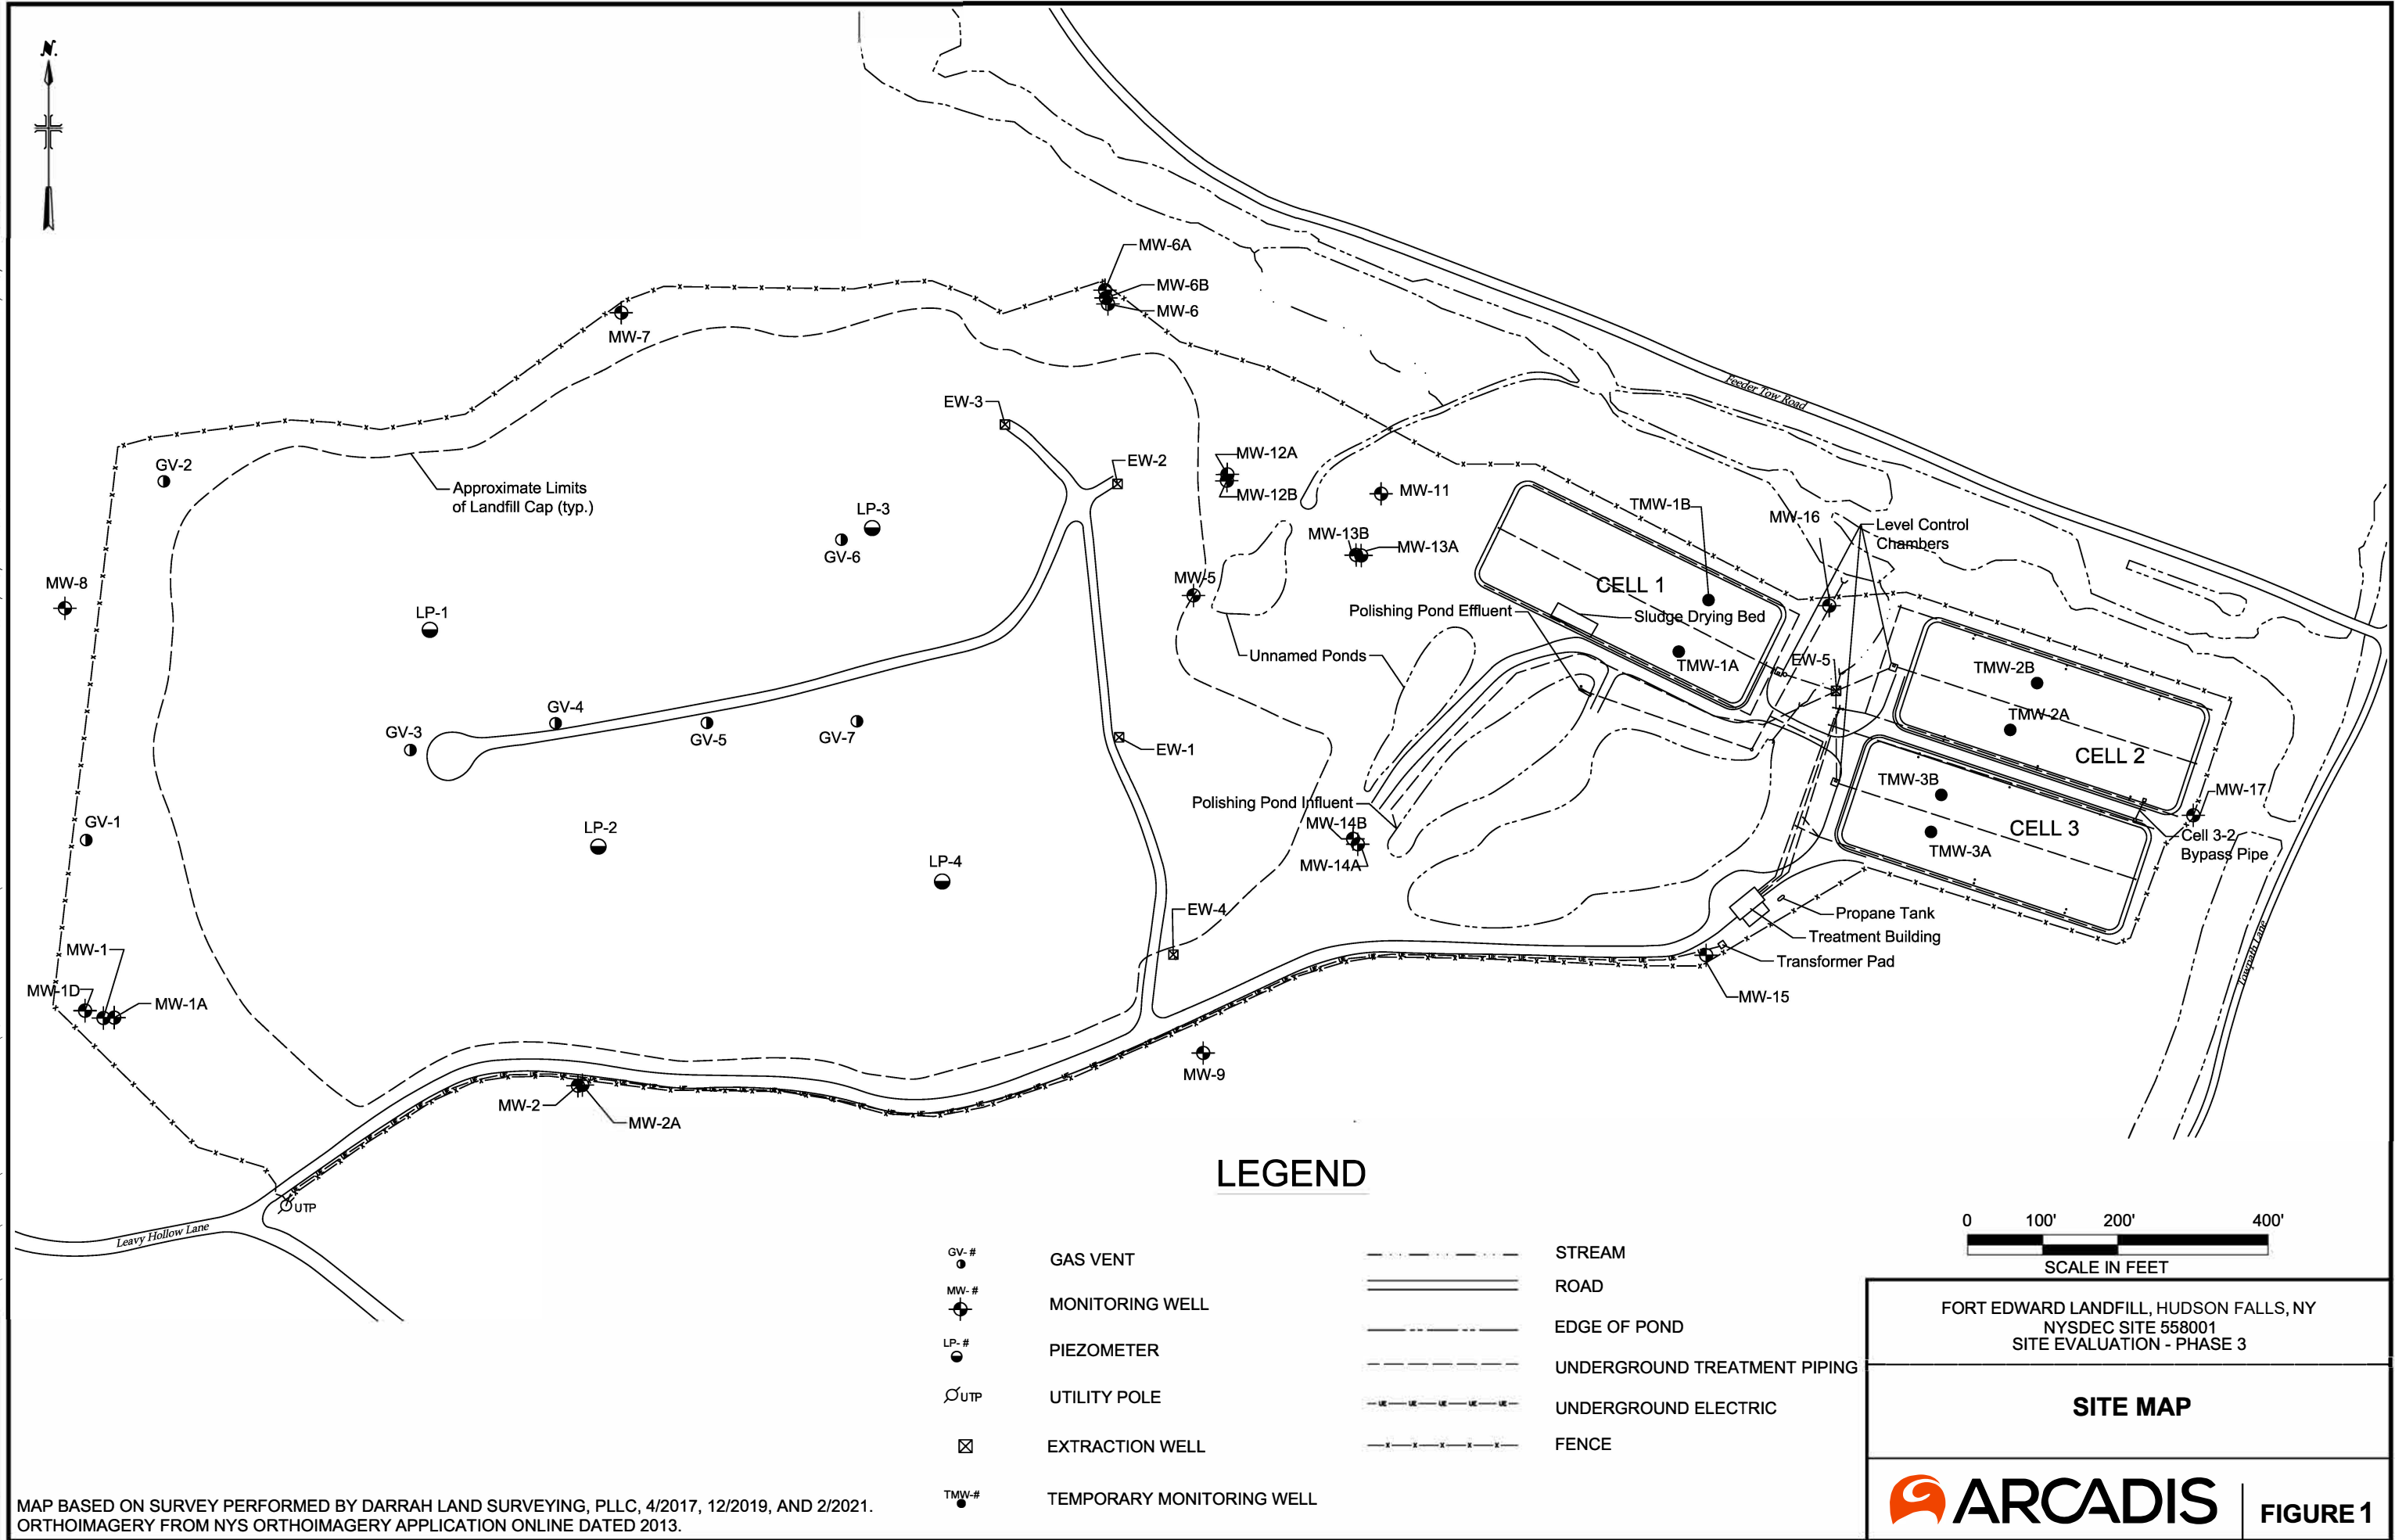 N.
MW-6A
MW-6B
MW-6
MW-7
Feeder Tow Road
EW-3
GV-2
EW-2
MW-12A
Approximate Limits
of Landfill Cap (typ.)
MW-12B
MW-11
LP-3
TMW-1B
MW-16
Level Control
Chambers
GV-6
MW-13B
MW-13A
MW-8
MW-5
CELL 1
LP-1
Polishing Pond Effluent
Sludge Drying Bed
Unnamed Ponds
TMW-1A
EW-5
TMW-2B
GV-4
TMW-2A
GV-3
GV-5
GV-7
EW-1
CELL 2
TMW-3B
MW-17
Polishing Pond Influent
GV-1
LP-2
MW-14B
CELL 3
Cell 3-2
Bypass Pipe
MW-14A
TMW-3A
LP-4
EW-4
Propane Tank
Treatment Building
Transformer Pad
Towpath Lane
MW-1
MW-1D
MW-1A
MW-15
MW-9
MW-2
MW-2A
UTP
Leavy Hollow Lane
LEGEND
GV- #
GAS VENT
MW- #
MONITORING WELL
LP- #
PIEZOMETER
UTP
UTILITY POLE
EXTRACTION WELL
TMW-#
TEMPORARY MONITORING WELL
STREAM
ROAD
EDGE OF POND
UNDERGROUND TREATMENT PIPING
UE UE UE UE UE
UNDERGROUND ELECTRIC
FENCE
0 100' 200' 400'
SCALE IN FEET
FORT EDWARD LANDFILL, HUDSON FALLS, NY
NYSDEC SITE 558001
SITE EVALUATION - PHASE 3
SITE MAP
ARCADIS
FIGURE 1
MAP BASED ON SURVEY PERFORMED BY DARRAH LAND SURVEYING, PLLC, 4/2017, 12/2019, AND 2/2021.
ORTHOIMAGERY FROM NYS ORTHOIMAGERY APPLICATION ONLINE DATED 2013.